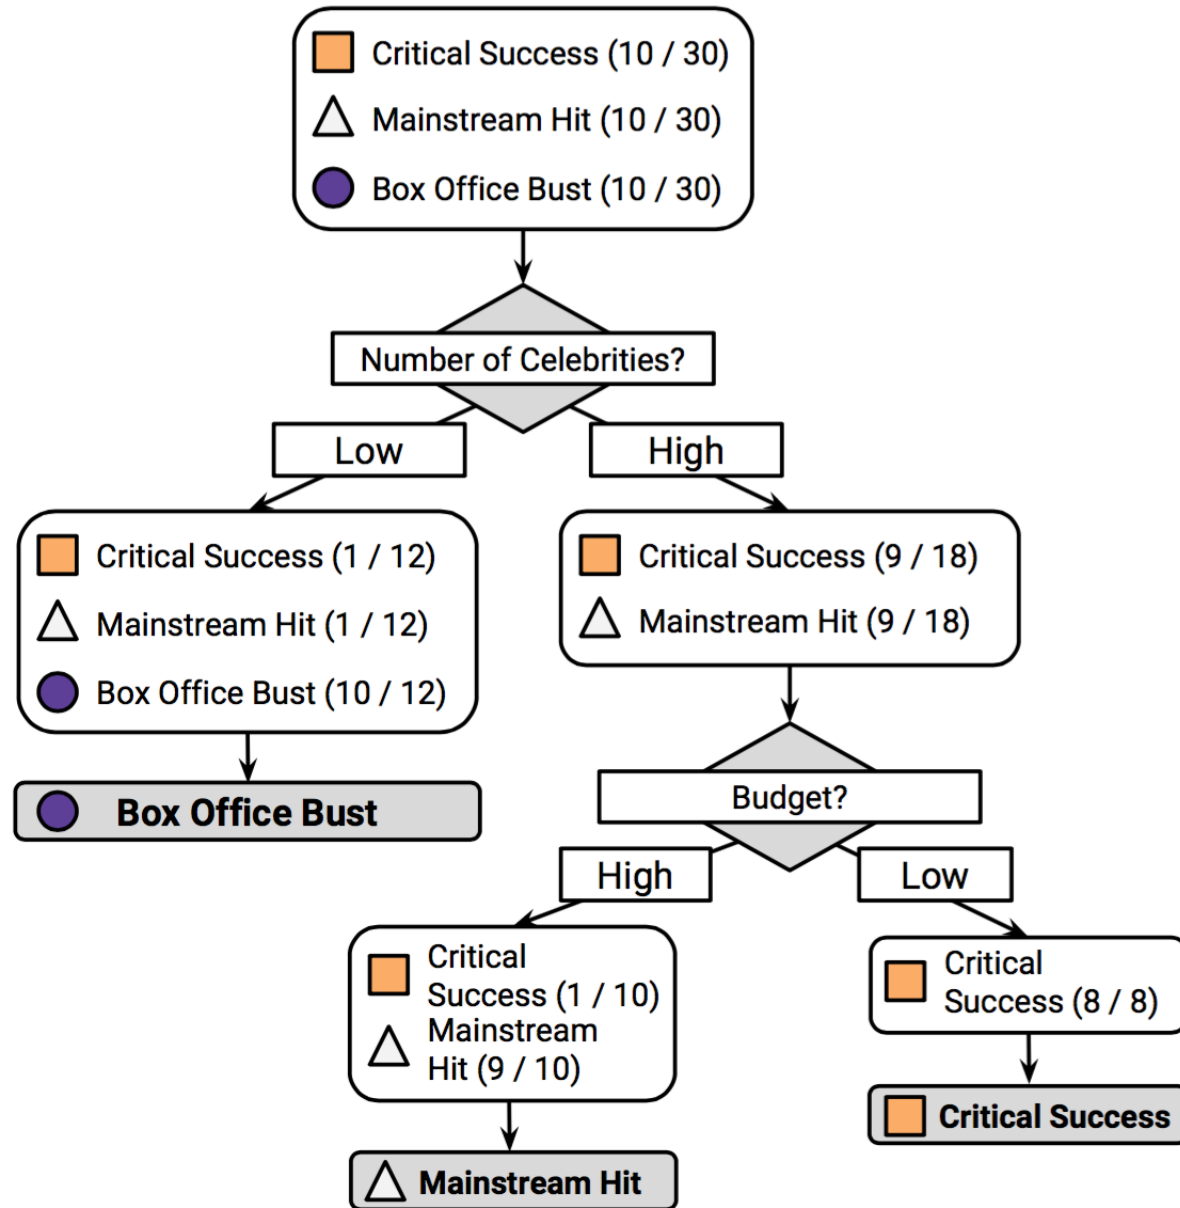 Critical Success (10 / 30)
Mainstream Hit (10 / 30)
Box Office Bust (10 / 30)
Number of Celebrities?
Low
High
Critical Success (1 / 12)
Mainstream Hit (1 / 12)
Box Office Bust (10 / 12)
Box Office Bust
Critical Success (9 / 18)
Mainstream Hit (9 / 18)
Budget?
High
Low
Critical
Success (1 / 10)
Mainstream
Hit (9 / 10)
Mainstream Hit
Critical
Success (8 / 8)
Critical Success